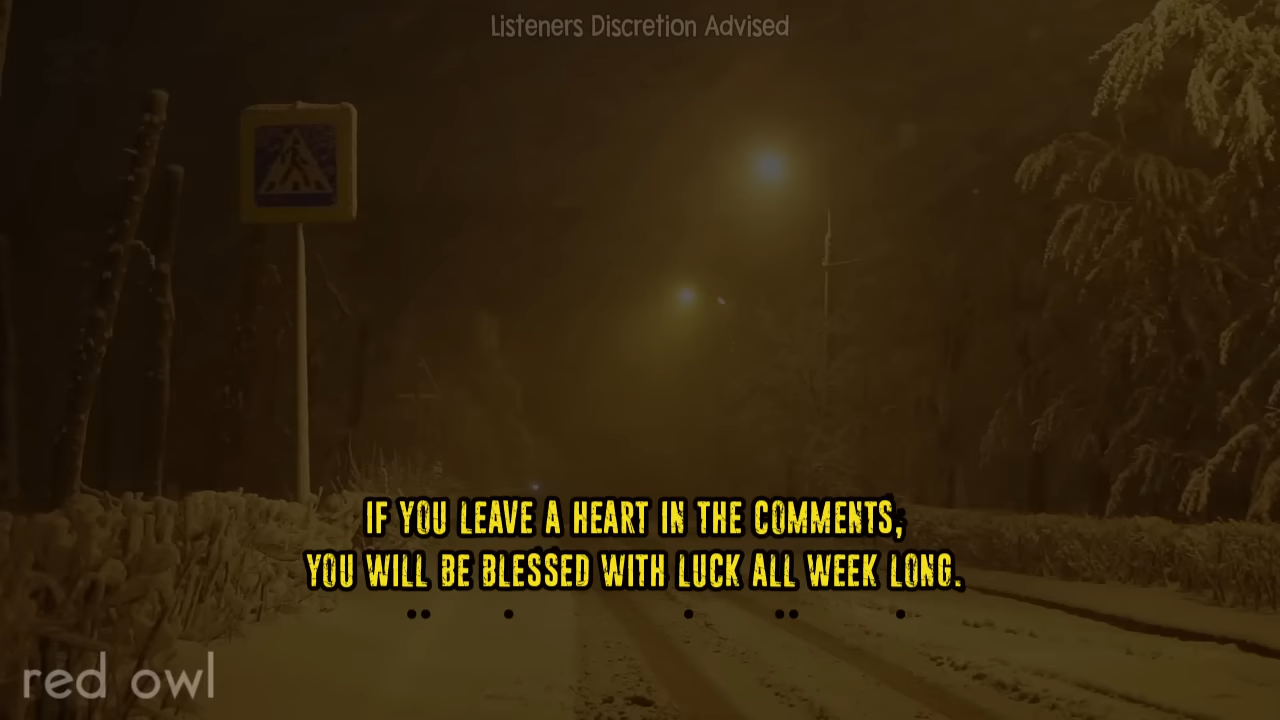 Listeners Discretion Advised
IF YOU LEAVE A HEART IN THE COMMENTS,
YOU WILL BE BLESSED WITH LUCK ALL WEEK LONG.
red owl